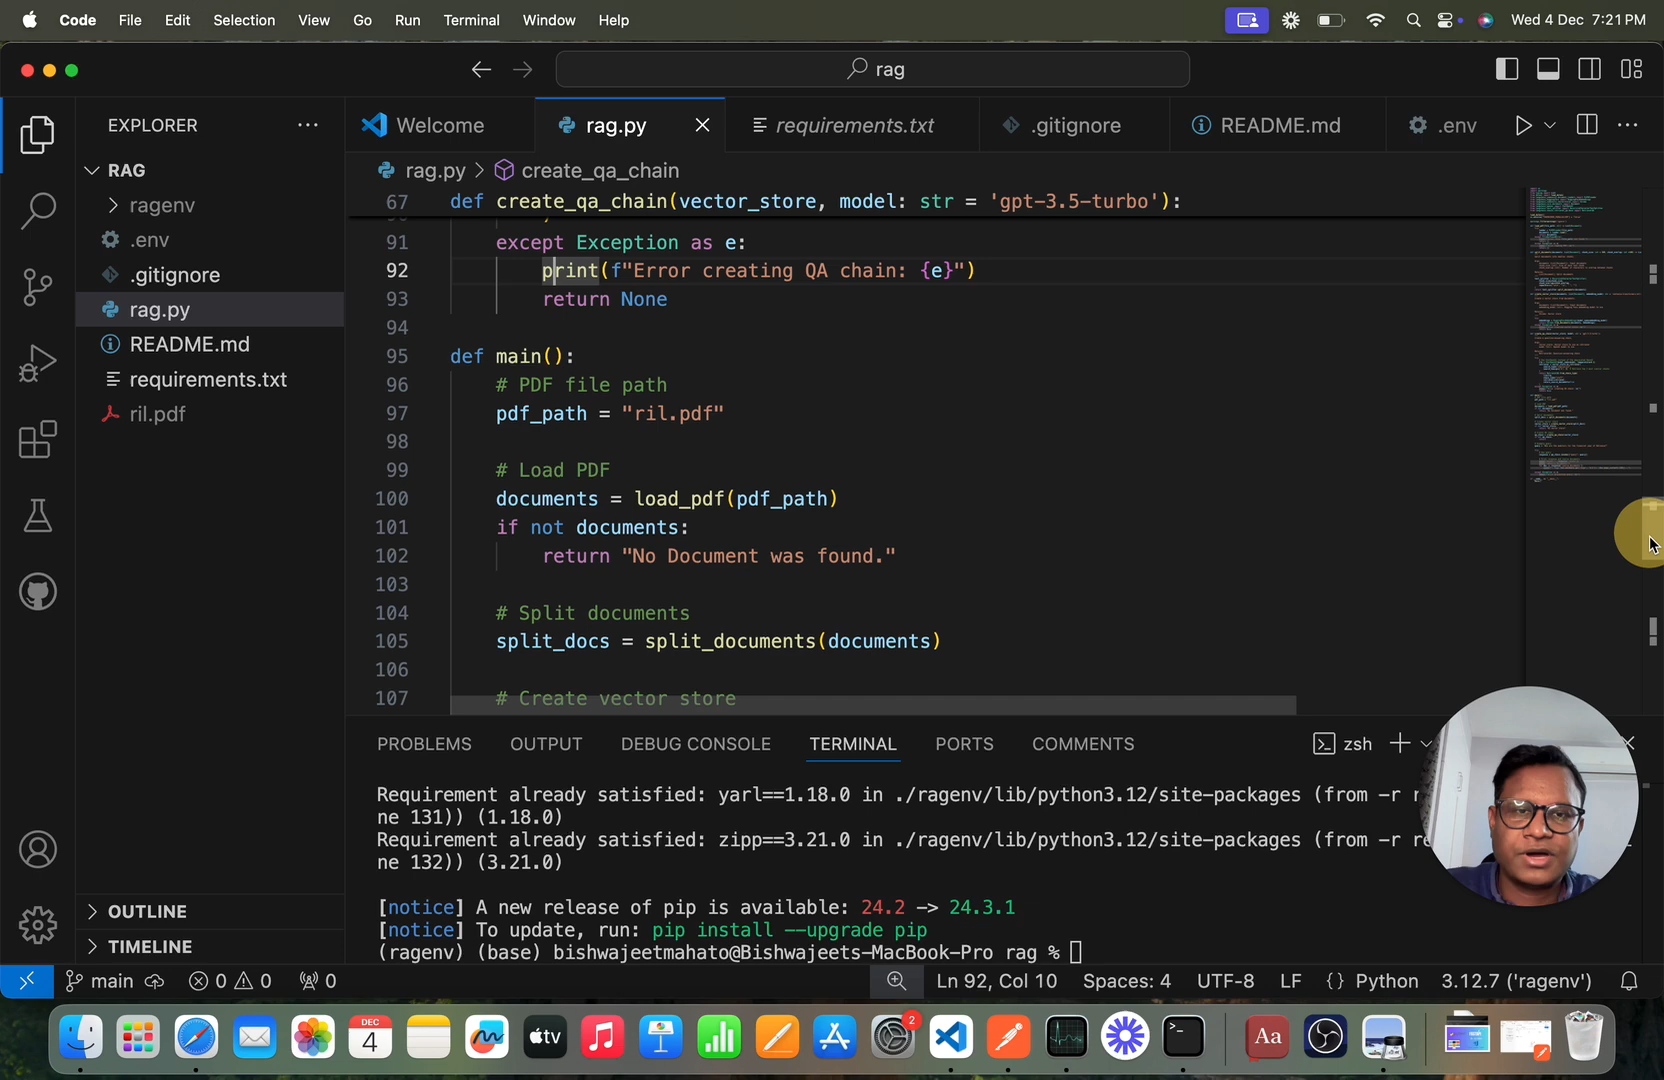 Code File Edit Selection View Go Run Terminal Window Help
Wed 4 Dec 7:21 PM
rag
EXPLORER
Welcome
rag.py
requirements.txt
.gitignore
README.md
.env
RAG
ragenv
.env
.gitignore
rag.py
README.md
requirements.txt
ril.pdf
OUTLINE
TIMELINE
rag.py > create_qa_chain
67 def create_qa_chain(vector_store, model: str = 'gpt-3.5-turbo'):
91 except Exception as e:
92 print(f"Error creating QA chain: {e}")
93 return None
94
95 def main():
96 # PDF file path
97 pdf_path = "ril.pdf"
98
99 # Load PDF
100 documents = load_pdf(pdf_path)
101 if not documents:
102 return "No Document was found."
103
104 # Split documents
105 split_docs = split_documents(documents)
106
107 # Create vector store
PROBLEMS OUTPUT DEBUG CONSOLE TERMINAL PORTS COMMENTS
zsh
Requirement already satisfied: yarl==1.18.0 in ./ragenv/lib/python3.12/site-packages (from -r
ne 131)) (1.18.0)
Requirement already satisfied: zipp==3.21.0 in ./ragenv/lib/python3.12/site-packages (from -r
ne 132)) (3.21.0)
[notice] A new release of pip is available: 24.2 -> 24.3.1
[notice] To update, run: pip install --upgrade pip
(ragenv) (base) bishwajeetmahato@Bishwajeets-MacBook-Pro rag %
main 0 0 0
Ln 92, Col 10 Spaces: 4 UTF-8 LF {} Python 3.12.7 ('ragenv')
DEC
4
tv
2
Aa